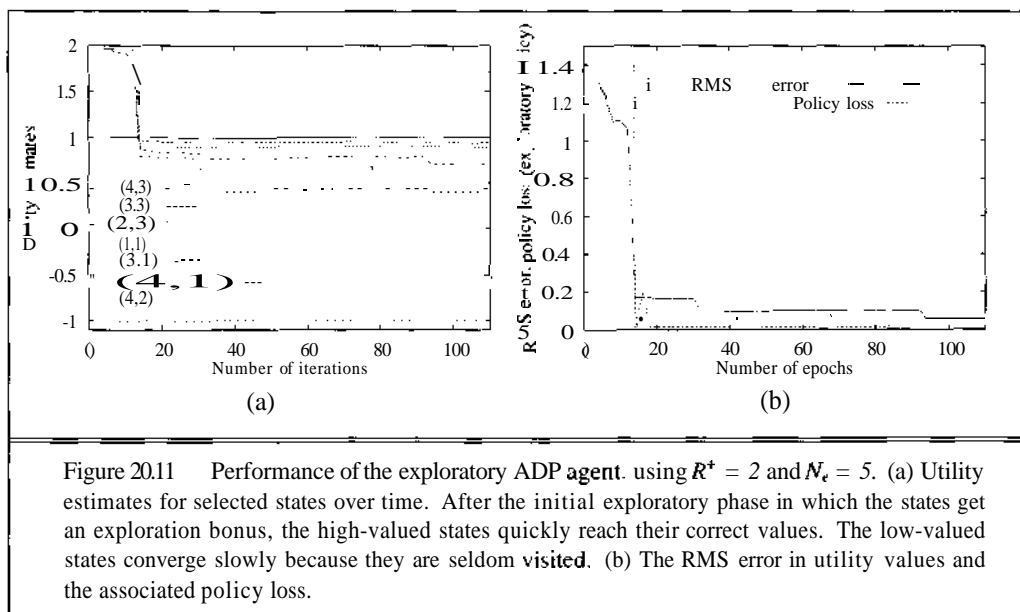 2
1.5
1
1 0.5
1 0
-0.5
-1
(4,3)
(3.3)
(2,3)
(1,1)
(3.1)
(4,1)
(4,2)
20 40 60 80 100
Number of iterations
(a)
RMS error
Policy loss
1.4
1.2
1
0.8
0.6
0.4
0.2
0
20 40 60 80 100
Number of epochs
(b)
Figure 20.11 Performance of the exploratory ADP agent. using R+ = 2 and Ne = 5. (a) Utility
estimates for selected states over time. After the initial exploratory phase in which the states get
an exploration bonus, the high-valued states quickly reach their correct values. The low-valued
states converge slowly because they are seldom visited. (b) The RMS error in utility values and
the associated policy loss.